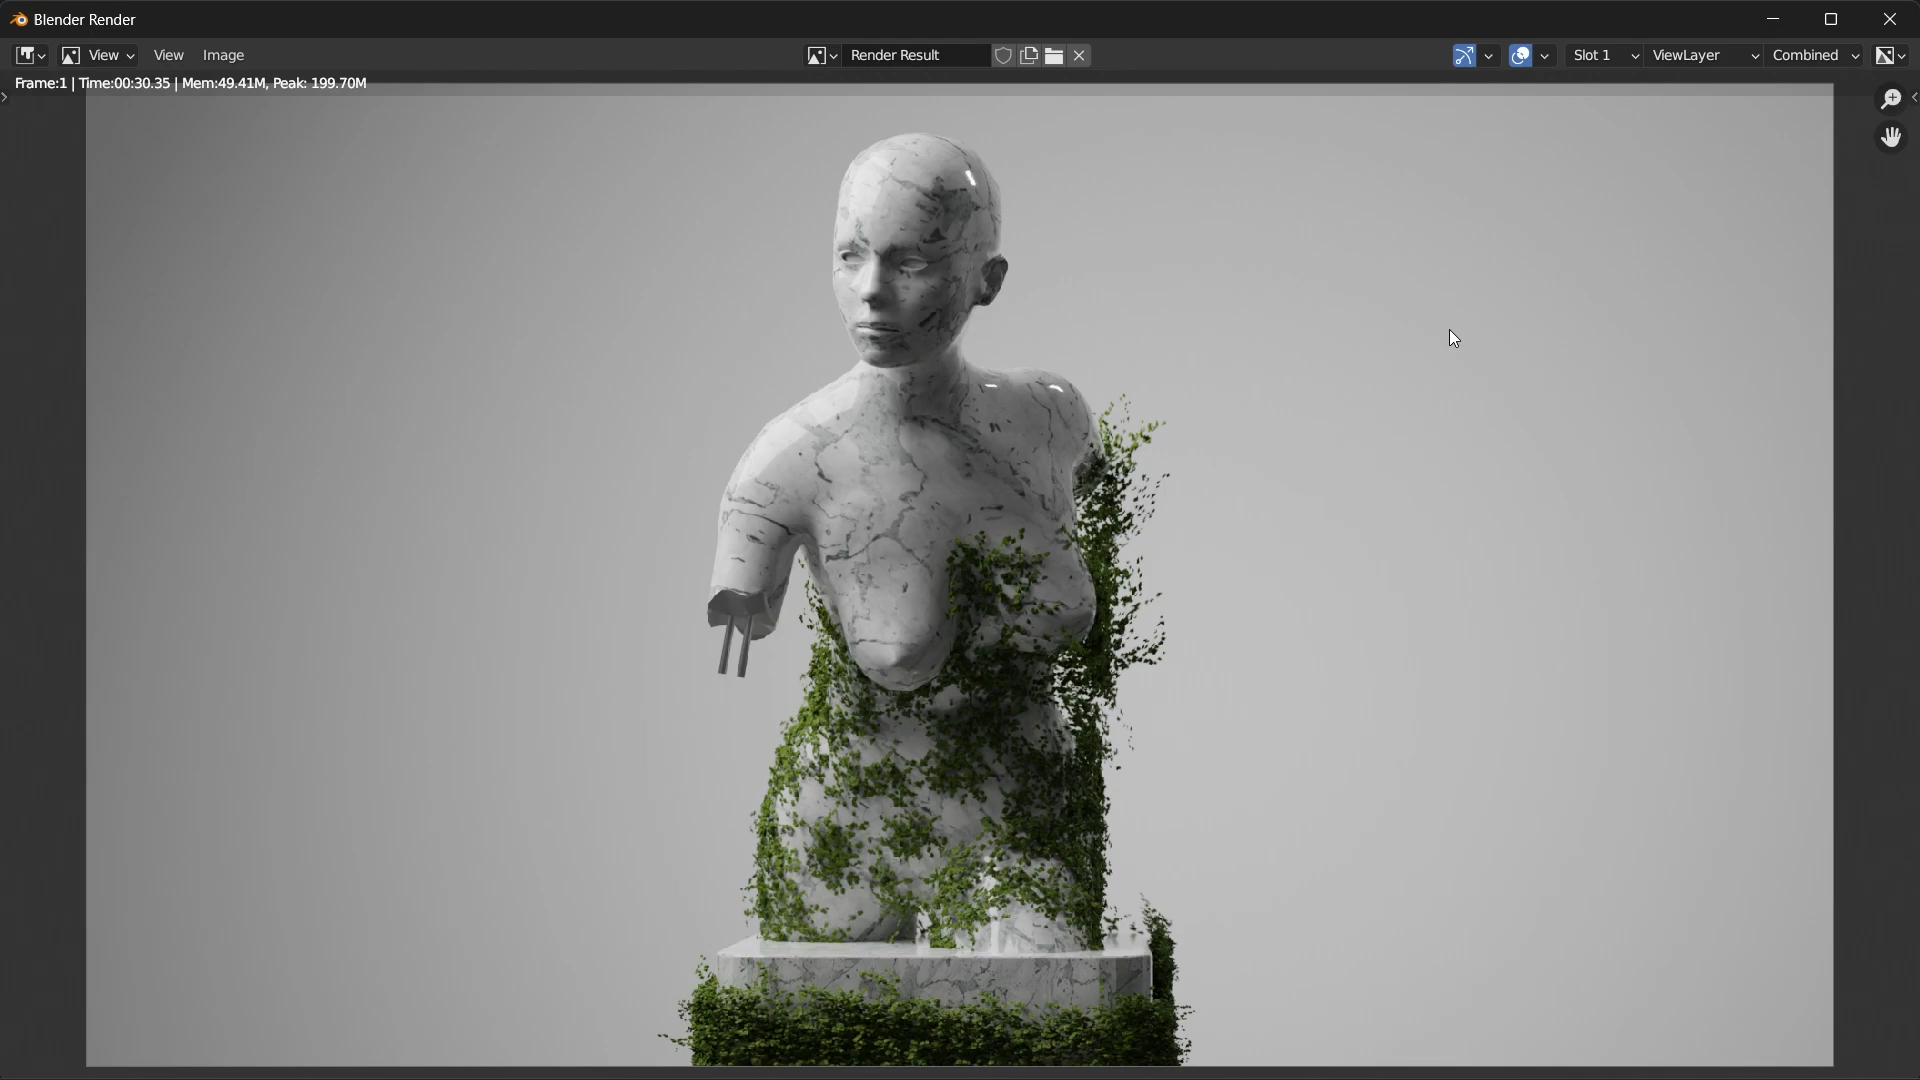 Blender Render
View View Image Render Result Slot 1 ViewLayer Combined
Frame:1 | Time:00:30.35 | Mem:49.41M, Peak: 199.70M